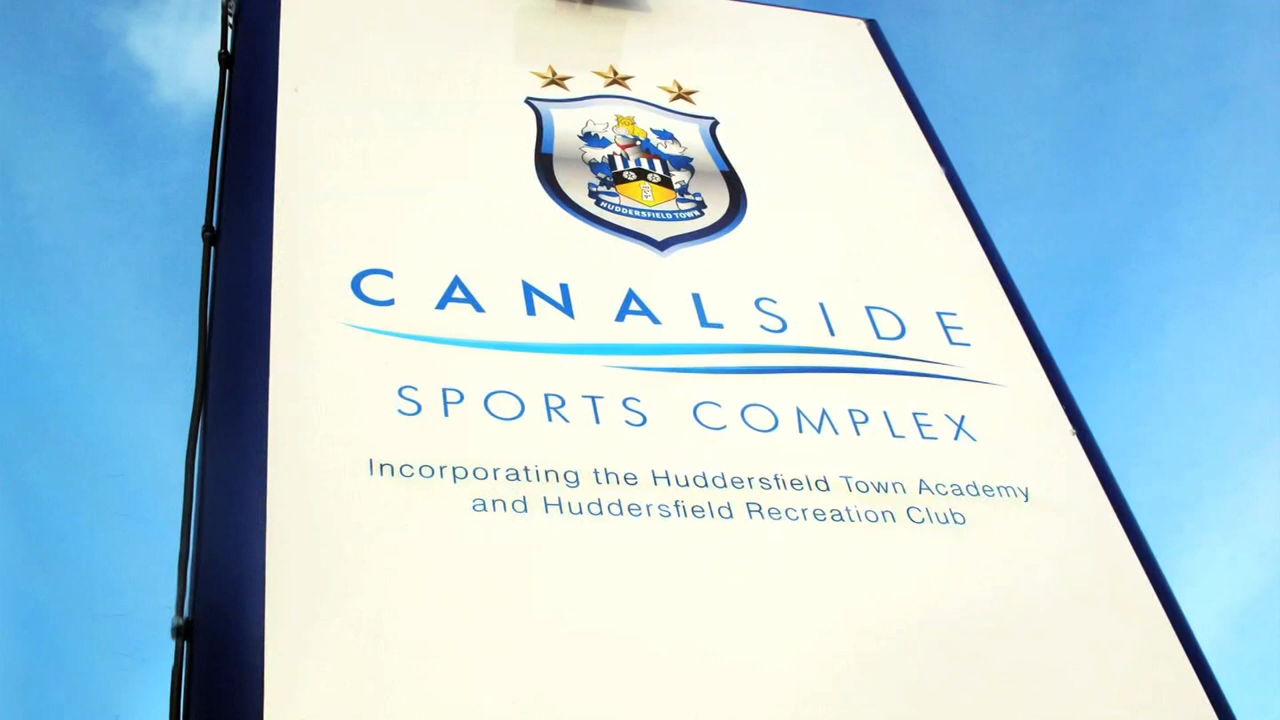 HUDDERSFIELD TOWN
CANALSIDE
SPORTS COMPLEX
Incorporating the Huddersfield Town Academy
and Huddersfield Recreation Club